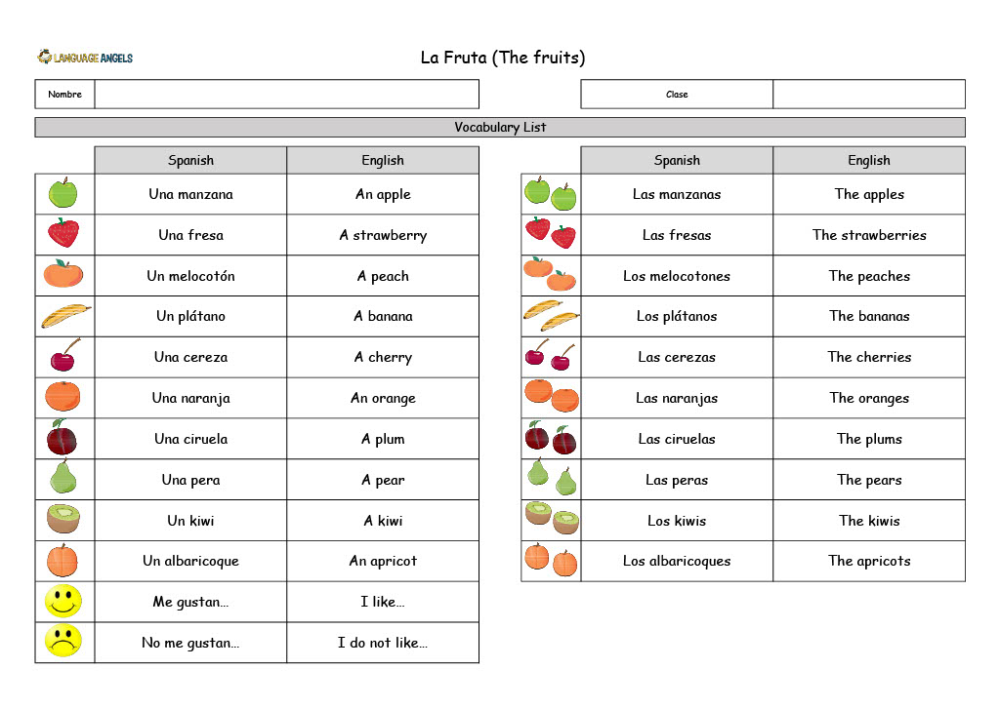 LANGUAGE ANGELS
La Fruta (The fruits)
Nombre
Clase
Vocabulary List
Spanish English
Una manzana An apple
Una fresa A strawberry
Un melocotón A peach
Un plátano A banana
Una cereza A cherry
Una naranja An orange
Una ciruela A plum
Una pera A pear
Un kiwi A kiwi
Un albaricoque An apricot
Me gustan… I like…
No me gustan… I do not like…
Spanish English
Las manzanas The apples
Las fresas The strawberries
Los melocotones The peaches
Los plátanos The bananas
Las cerezas The cherries
Las naranjas The oranges
Las ciruelas The plums
Las peras The pears
Los kiwis The kiwis
Los albaricoques The apricots